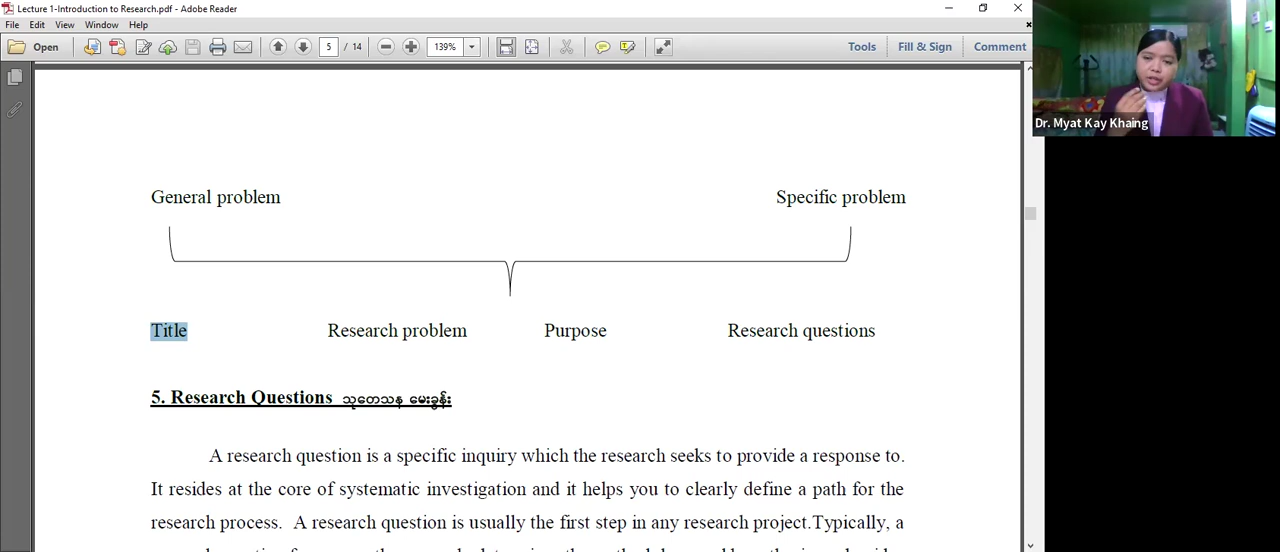 Lecture 1-Introduction to Research.pdf - Adobe Reader
File Edit View Window Help
Open 5 / 14 139% Tools Fill & Sign Comment
Dr. Myat Kay Khaing
General problem Specific problem
Title Research problem Purpose Research questions
5. Research Questions သုတေသန မေးခွန်း
A research question is a specific inquiry which the research seeks to provide a response to.
It resides at the core of systematic investigation and it helps you to clearly define a path for the
research process. A research question is usually the first step in any research project.Typically, a